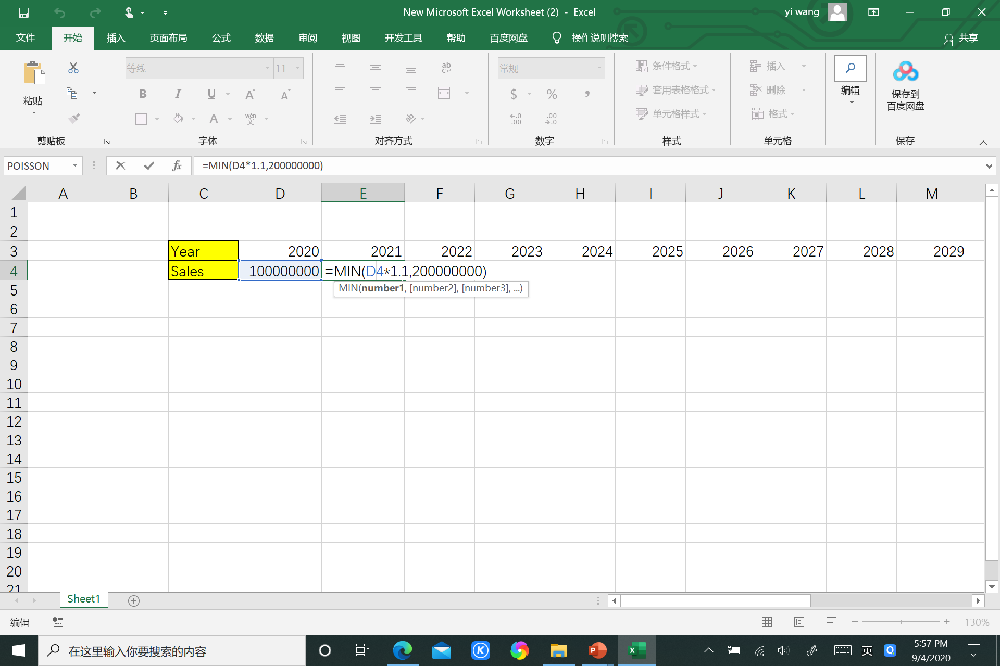 New Microsoft Excel Worksheet (2)  -  Excel
yi wang
文件 开始 插入 页面布局 公式 数据 审阅 视图 开发工具 帮助 百度网盘 操作说明搜索 共享
粘贴
剪贴板
等线 11
B I U A A
A wén 文
字体
ab c
对齐方式
常规
$ % ,
←.0 .00 .00 →.0
数字
条件格式
套用表格格式
单元格样式
样式
插入
删除
格式
单元格
编辑
保存到
百度网盘
保存
POISSON fx =MIN(D4*1.1,200000000)
A B C D E F G H I J K L M
1
2
3 Year 2020 2021 2022 2023 2024 2025 2026 2027 2028 2029
4 Sales 100000000 =MIN(D4*1.1,200000000)
MIN(number1, [number2], [number3], ...)
5
6
7
8
9
10
11
12
13
14
15
16
17
18
19
20
21
Sheet1
编辑 130%
在这里输入你要搜索的内容
K P X 英 Q
5:57 PM
9/4/2020